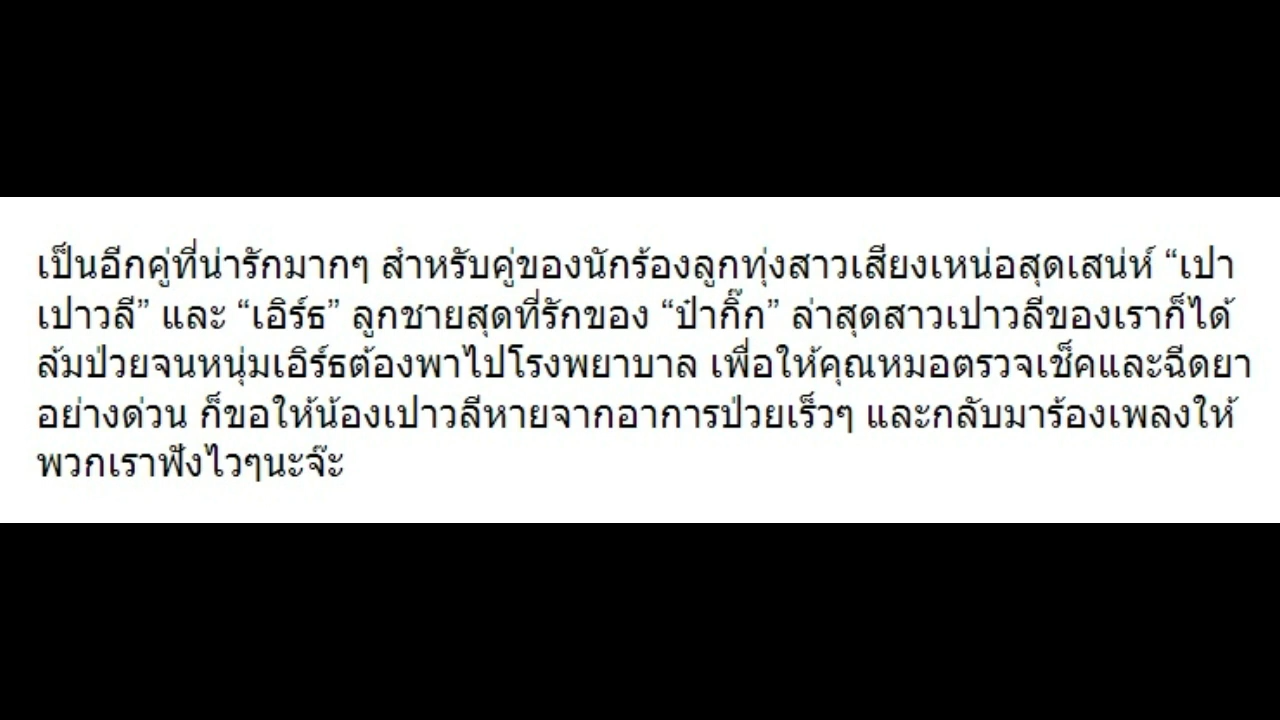 เป็นอีกคู่ที่น่ารักมากๆ สำหรับคู่ของนักร้องลูกทุ่งสาวเสียงเหน่อสุดเสน่ห์ “เปา
เปาวลี” และ “เอิร์ธ” ลูกชายสุดที่รักของ “ป๋ากิ๊ก” ล่าสุดสาวเปาวลีของเราก็ได้
ล้มป่วยจนหนุ่มเอิร์ธต้องพาไปโรงพยาบาล เพื่อให้คุณหมอตรวจเช็คและฉีดยา
อย่างด่วน ก็ขอให้น้องเปาวลีหายจากอาการป่วยเร็วๆ และกลับมาร้องเพลงให้
พวกเราฟังไวๆนะจ๊ะ